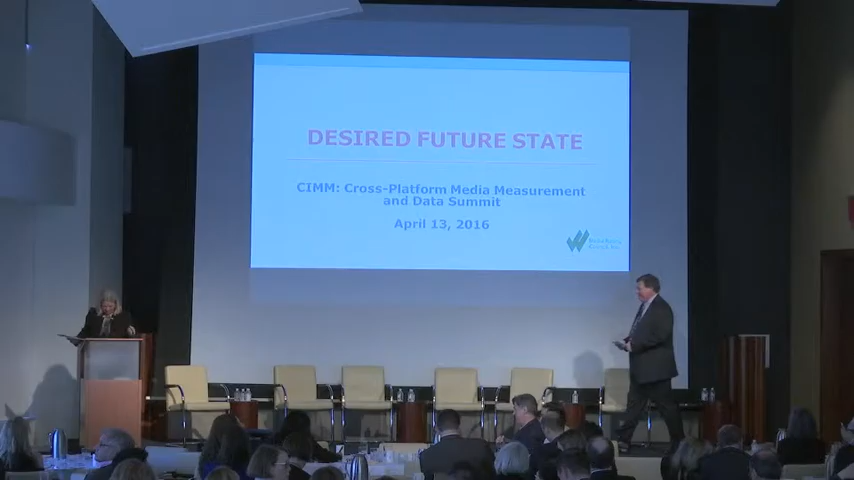 DESIRED FUTURE STATE
CIMM: Cross-Platform Media Measurement
and Data Summit
April 13, 2016